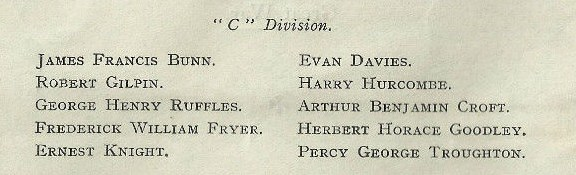 "C" Division.
JAMES FRANCIS BUNN.
ROBERT GILPIN.
GEORGE HENRY RUFFLES.
FREDERICK WILLIAM FRYER.
ERNEST KNIGHT.
EVAN DAVIES.
HARRY HURCOMBE.
ARTHUR BENJAMIN CROFT.
HERBERT HORACE GOODLEY.
PERCY GEORGE TROUGHTON.